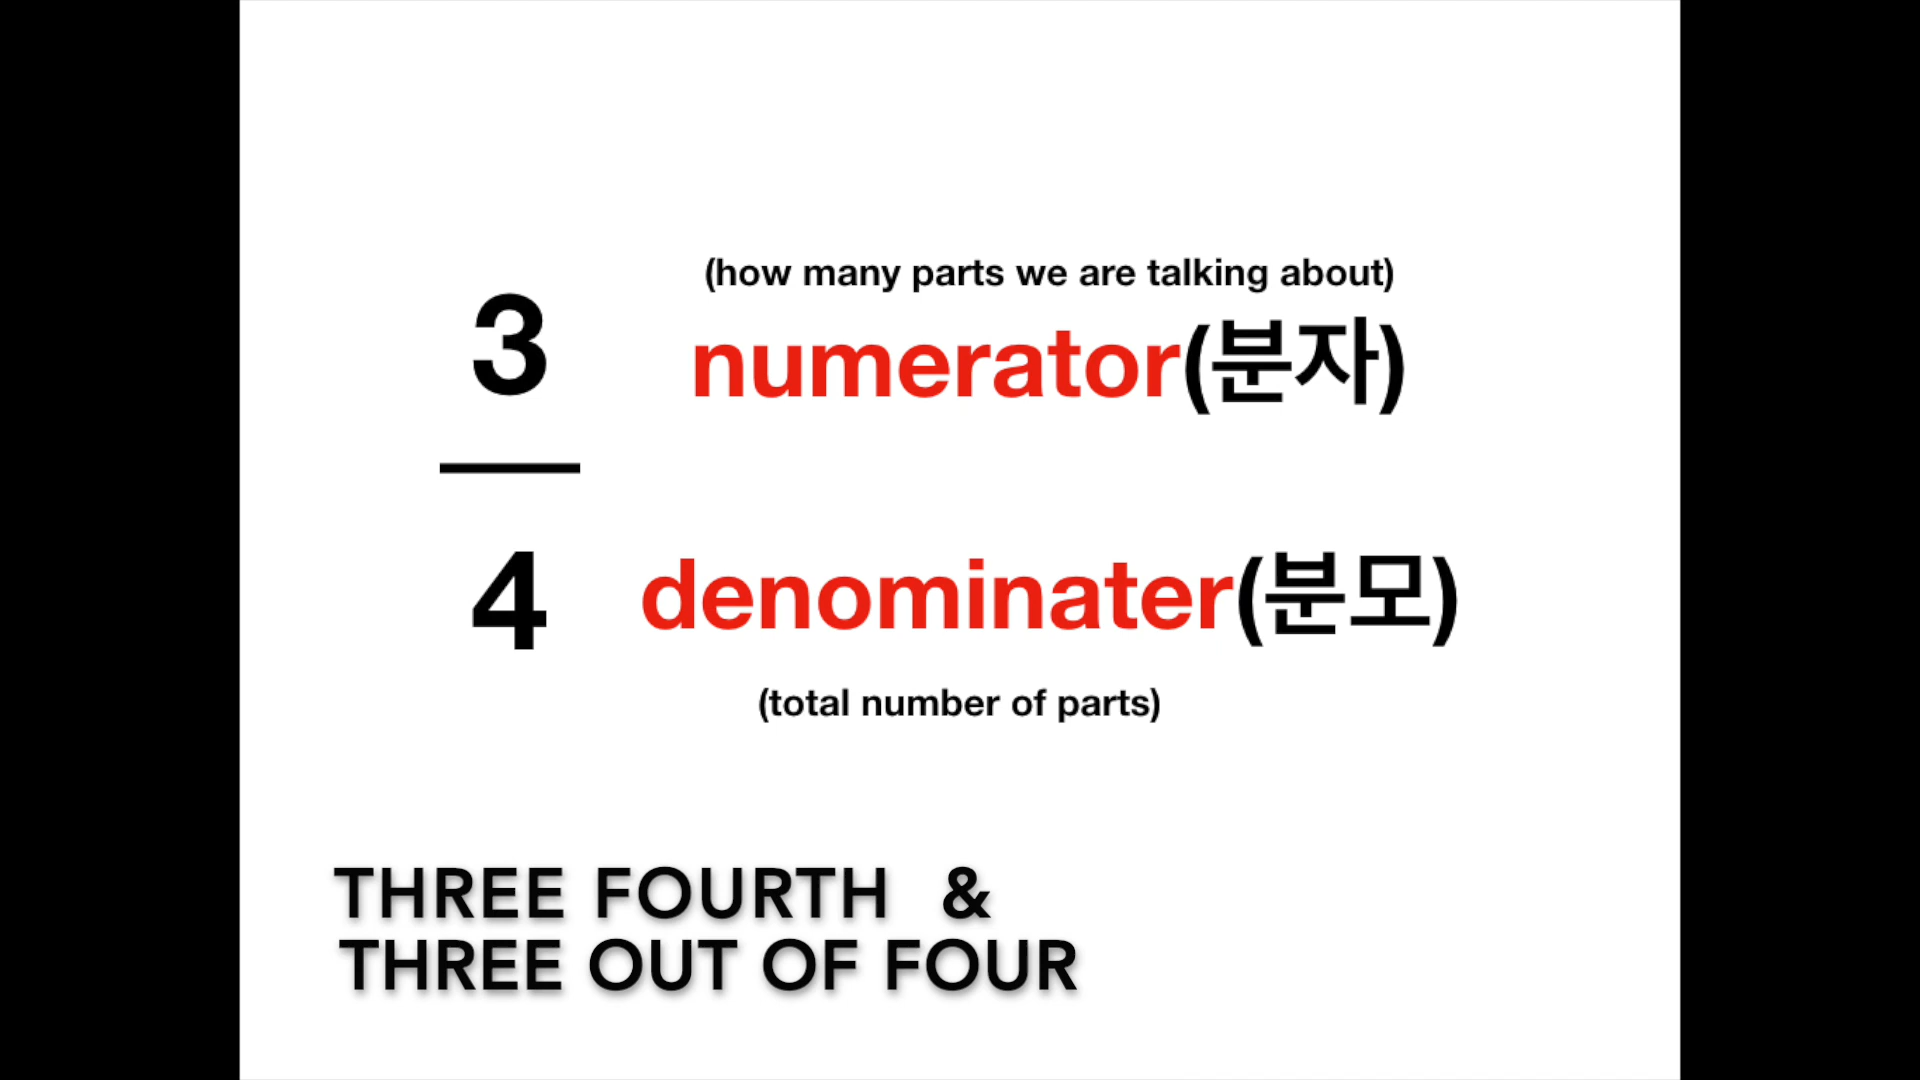 (how many parts we are talking about)
3
numerator(분자)
4
denominater(분모)
(total number of parts)
THREE FOURTH &
THREE OUT OF FOUR